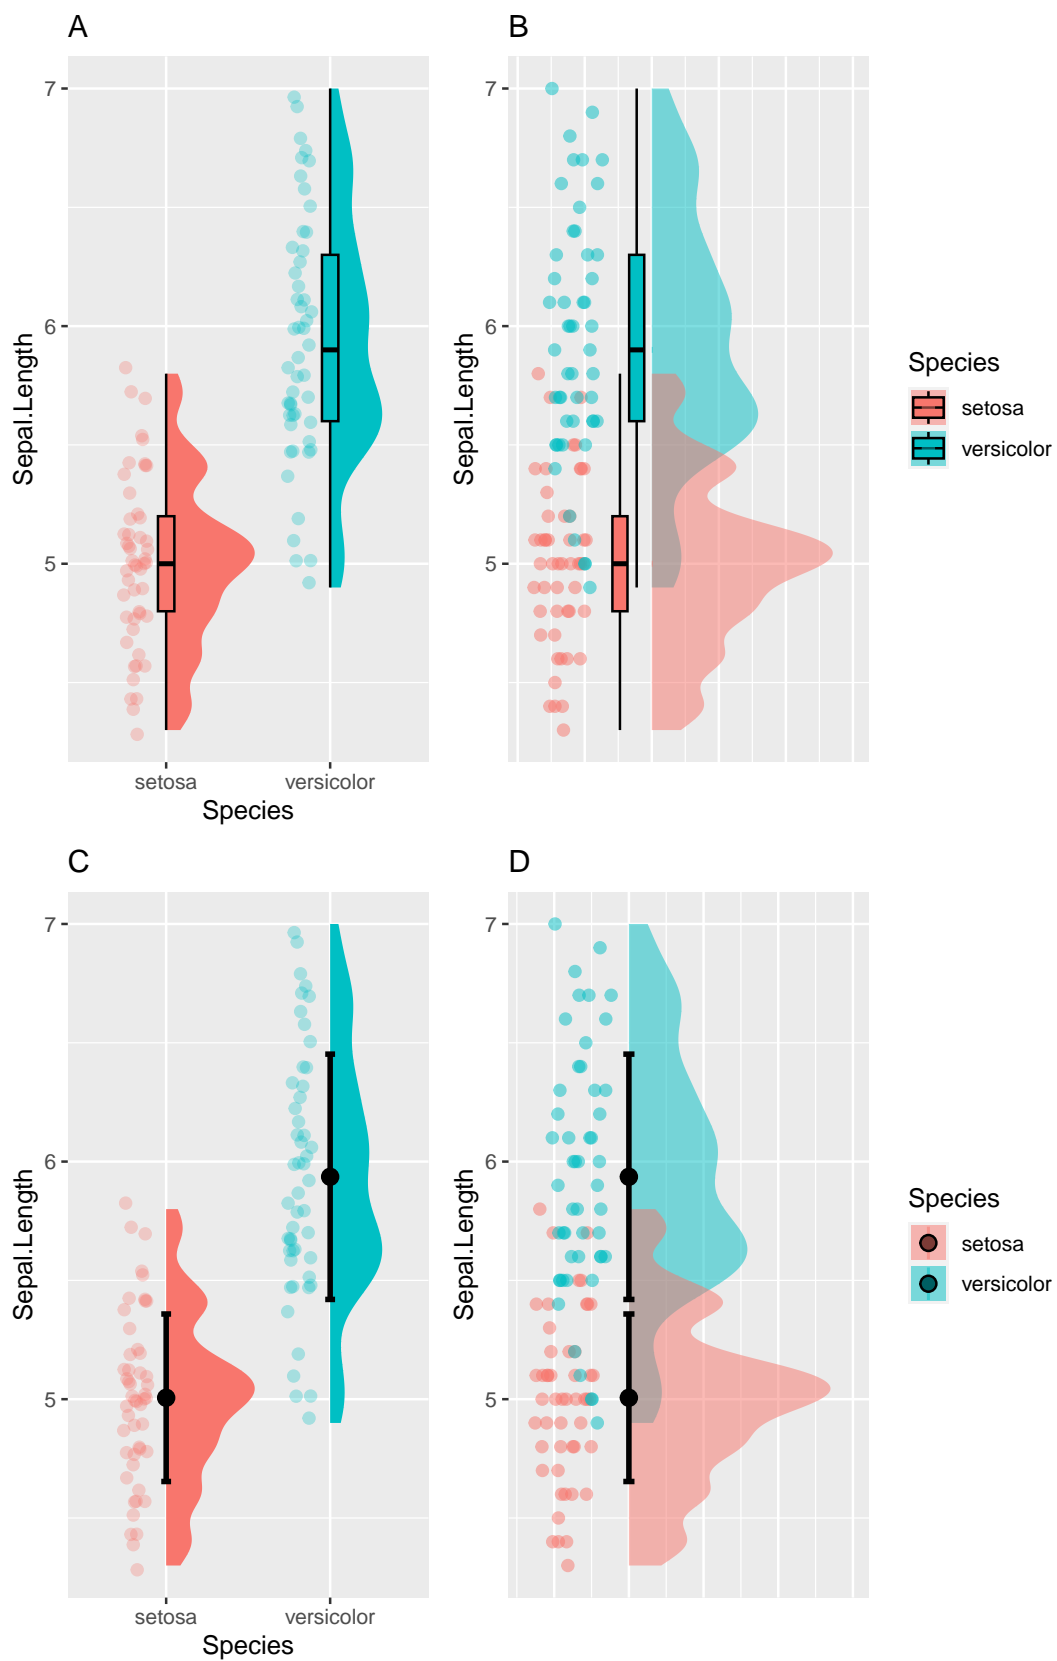 A
B
7
6
5
Sepal.Length
setosa
versicolor
Species
7
6
5
Sepal.Length
Species
setosa
versicolor
C
D
7
6
5
Sepal.Length
setosa
versicolor
Species
7
6
5
Sepal.Length
Species
setosa
versicolor